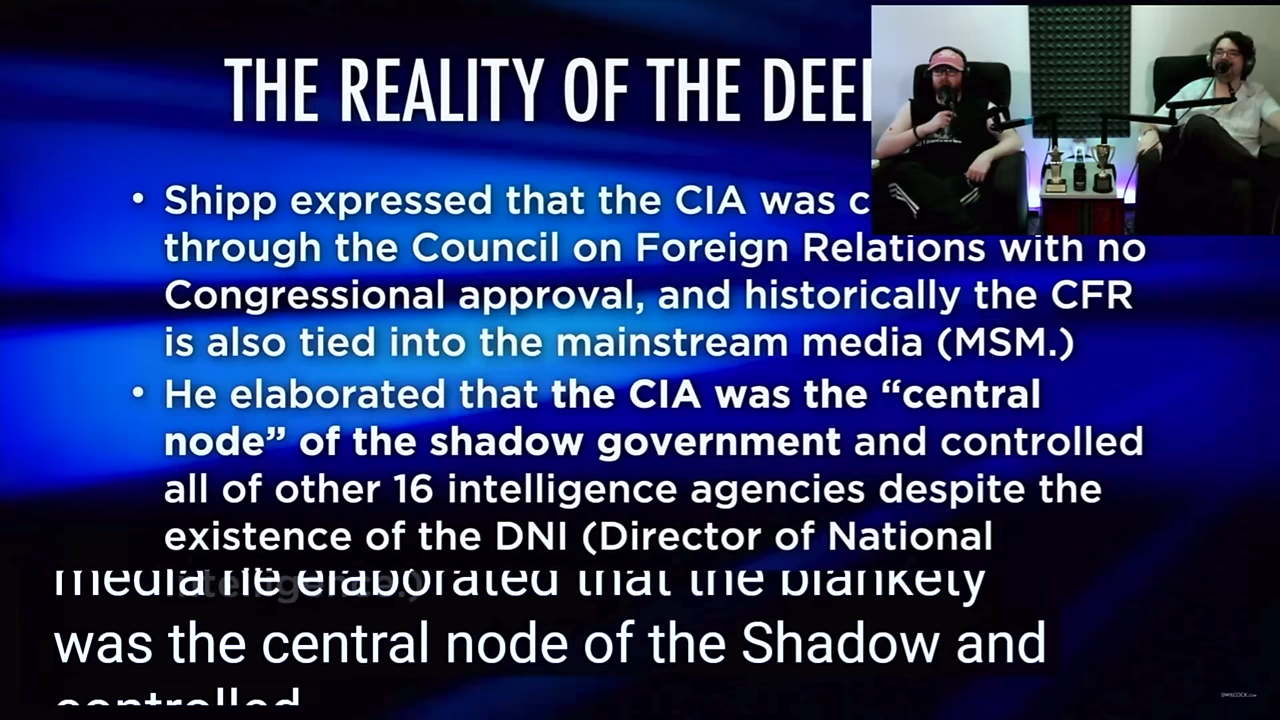 THE REALITY OF THE DEE
• Shipp expressed that the CIA was c
through the Council on Foreign Relations with no
Congressional approval, and historically the CFR
is also tied into the mainstream media (MSM.)
• He elaborated that the CIA was the “central
node” of the shadow government and controlled
all of other 16 intelligence agencies despite the
existence of the DNI (Director of National
Intelligence.)
media He elaborated that the blankety
was the central node of the Shadow and
controlled